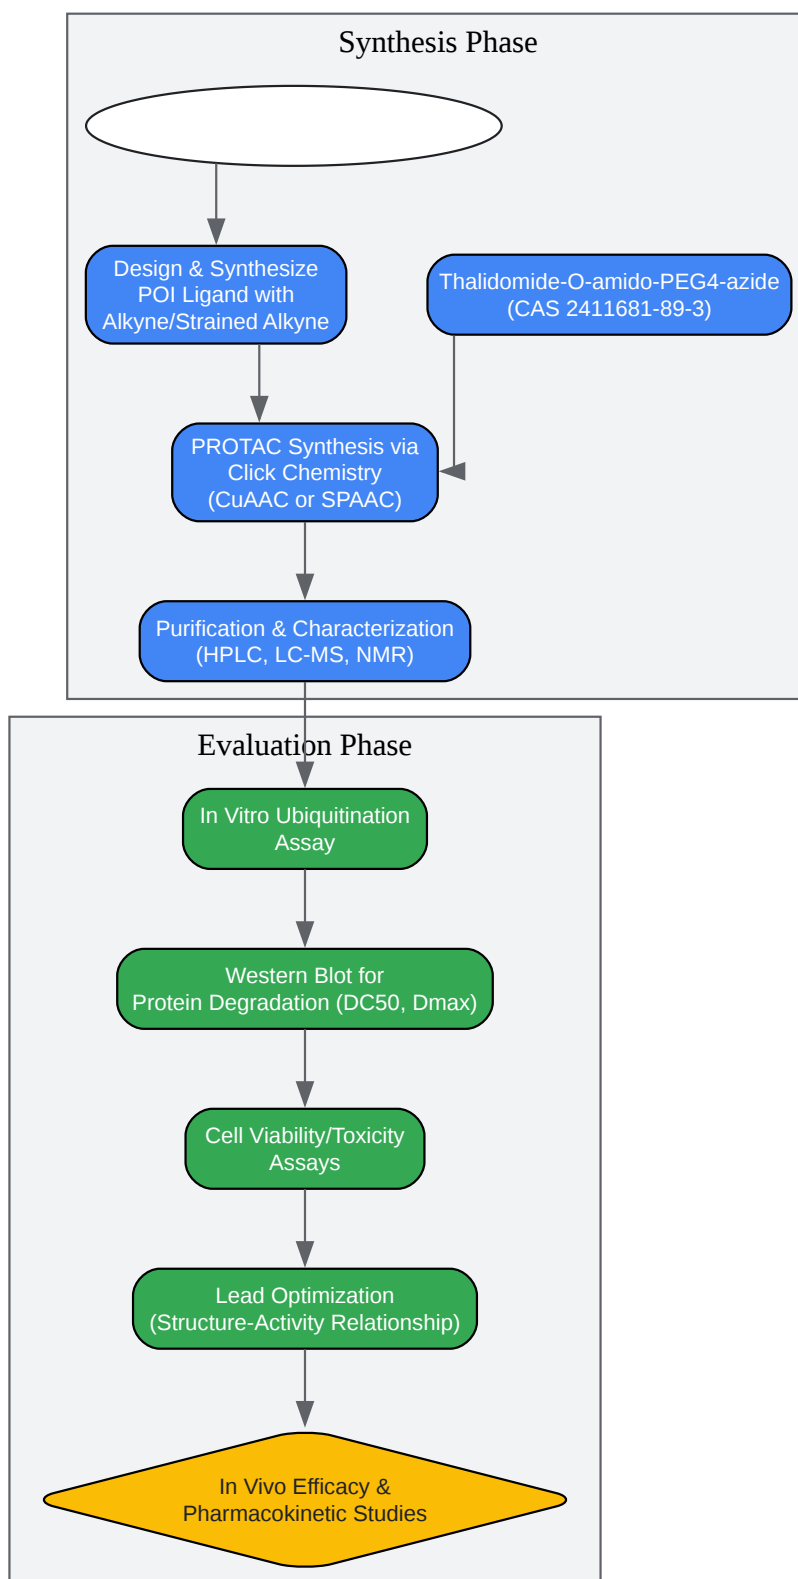 Synthesis Phase
Design & Synthesize
POI Ligand with
Alkyne/Strained Alkyne
Thalidomide-O-amido-PEG4-azide
(CAS 2411681-89-3)
PROTAC Synthesis via
Click Chemistry
(CuAAC or SPAAC)
Purification & Characterization
(HPLC, LC-MS, NMR)
Evaluation Phase
In Vitro Ubiquitination
Assay
Western Blot for
Protein Degradation (DC50, Dmax)
Cell Viability/Toxicity
Assays
Lead Optimization
(Structure-Activity Relationship)
In Vivo Efficacy &
Pharmacokinetic Studies